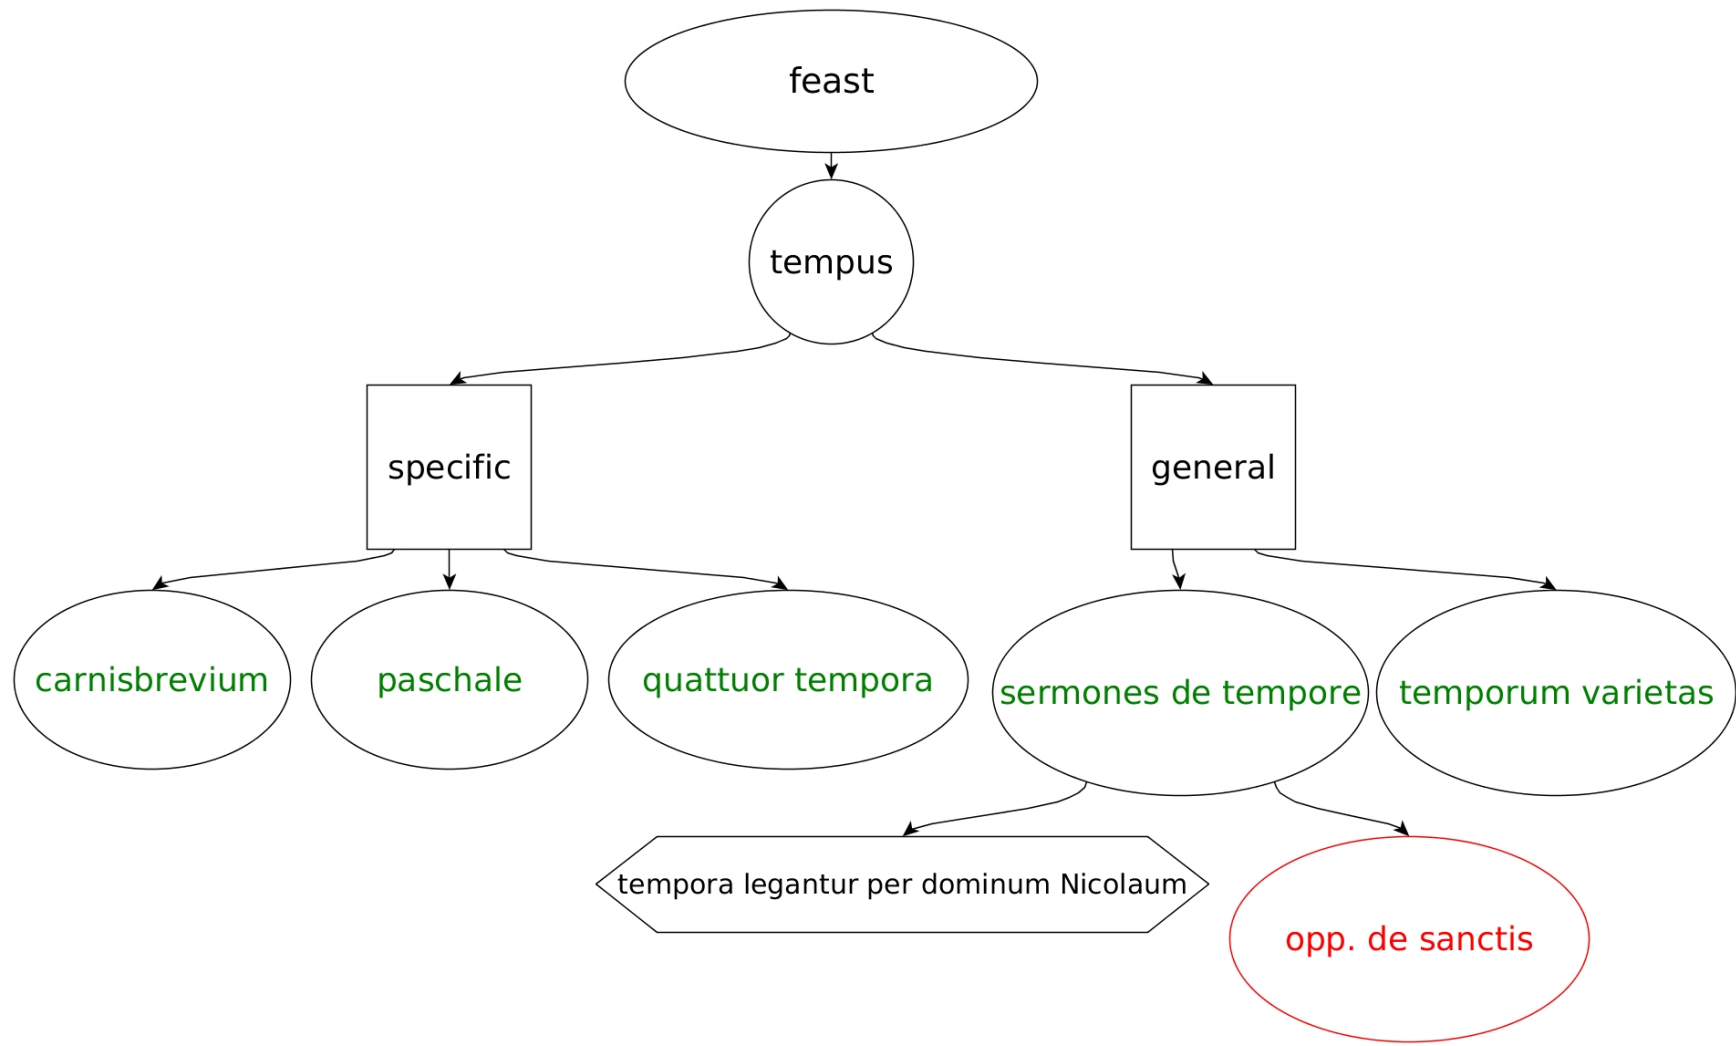 feast
tempus
specific
general
carnisbrevium
paschale
quattuor tempora
sermones de tempore
temporum varietas
tempora legantur per dominum Nicolaum
opp. de sanctis